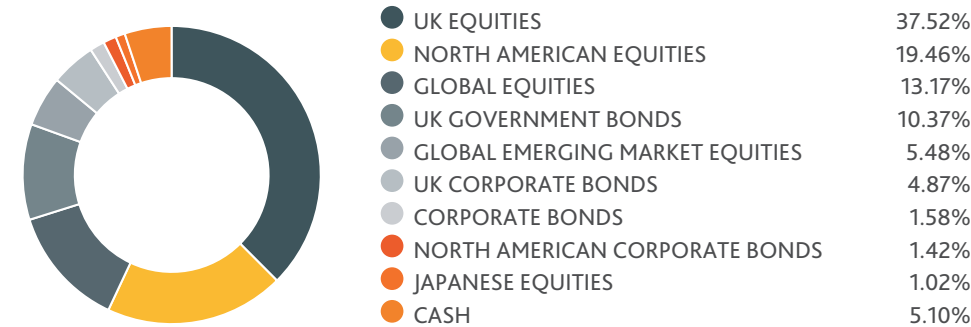 UK EQUITIES 37.52%
NORTH AMERICAN EQUITIES 19.46%
GLOBAL EQUITIES 13.17%
UK GOVERNMENT BONDS 10.37%
GLOBAL EMERGING MARKET EQUITIES 5.48%
UK CORPORATE BONDS 4.87%
CORPORATE BONDS 1.58%
NORTH AMERICAN CORPORATE BONDS 1.42%
JAPANESE EQUITIES 1.02%
CASH 5.10%